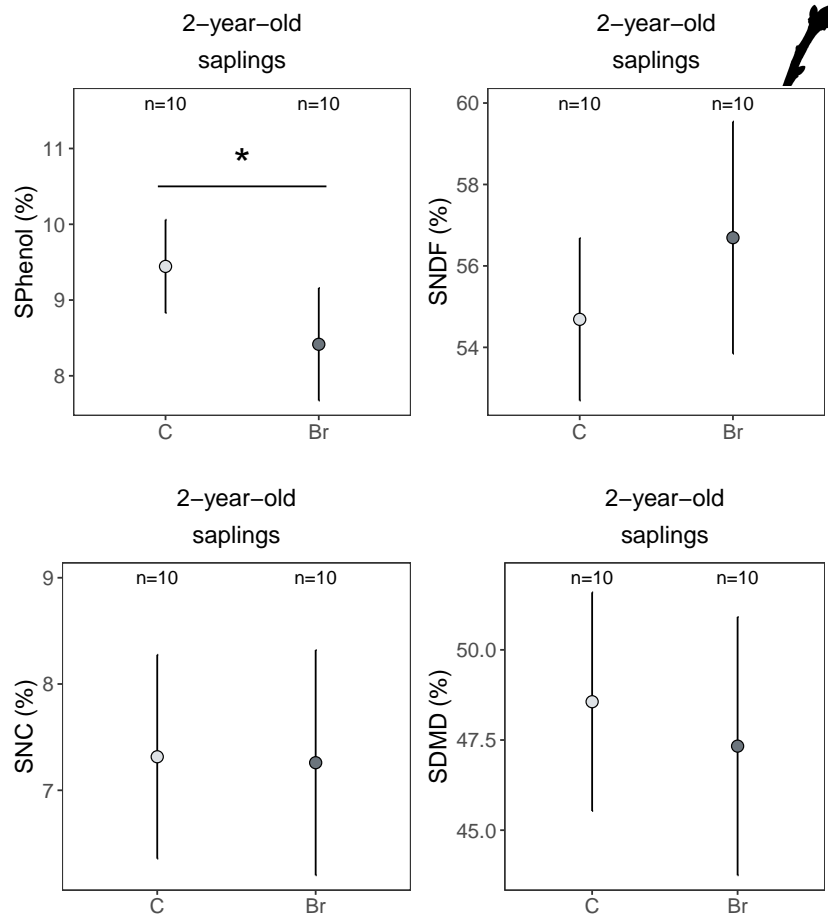 2−year−old
saplings
n=10 n=10
*
11
10
9
8
SPhenol (%)
C Br
2−year−old
saplings
n=10 n=10
60
58
56
54
SNDF (%)
C Br
2−year−old
saplings
n=10 n=10
9
8
7
SNC (%)
C Br
2−year−old
saplings
n=10 n=10
50.0
47.5
45.0
SDMD (%)
C Br